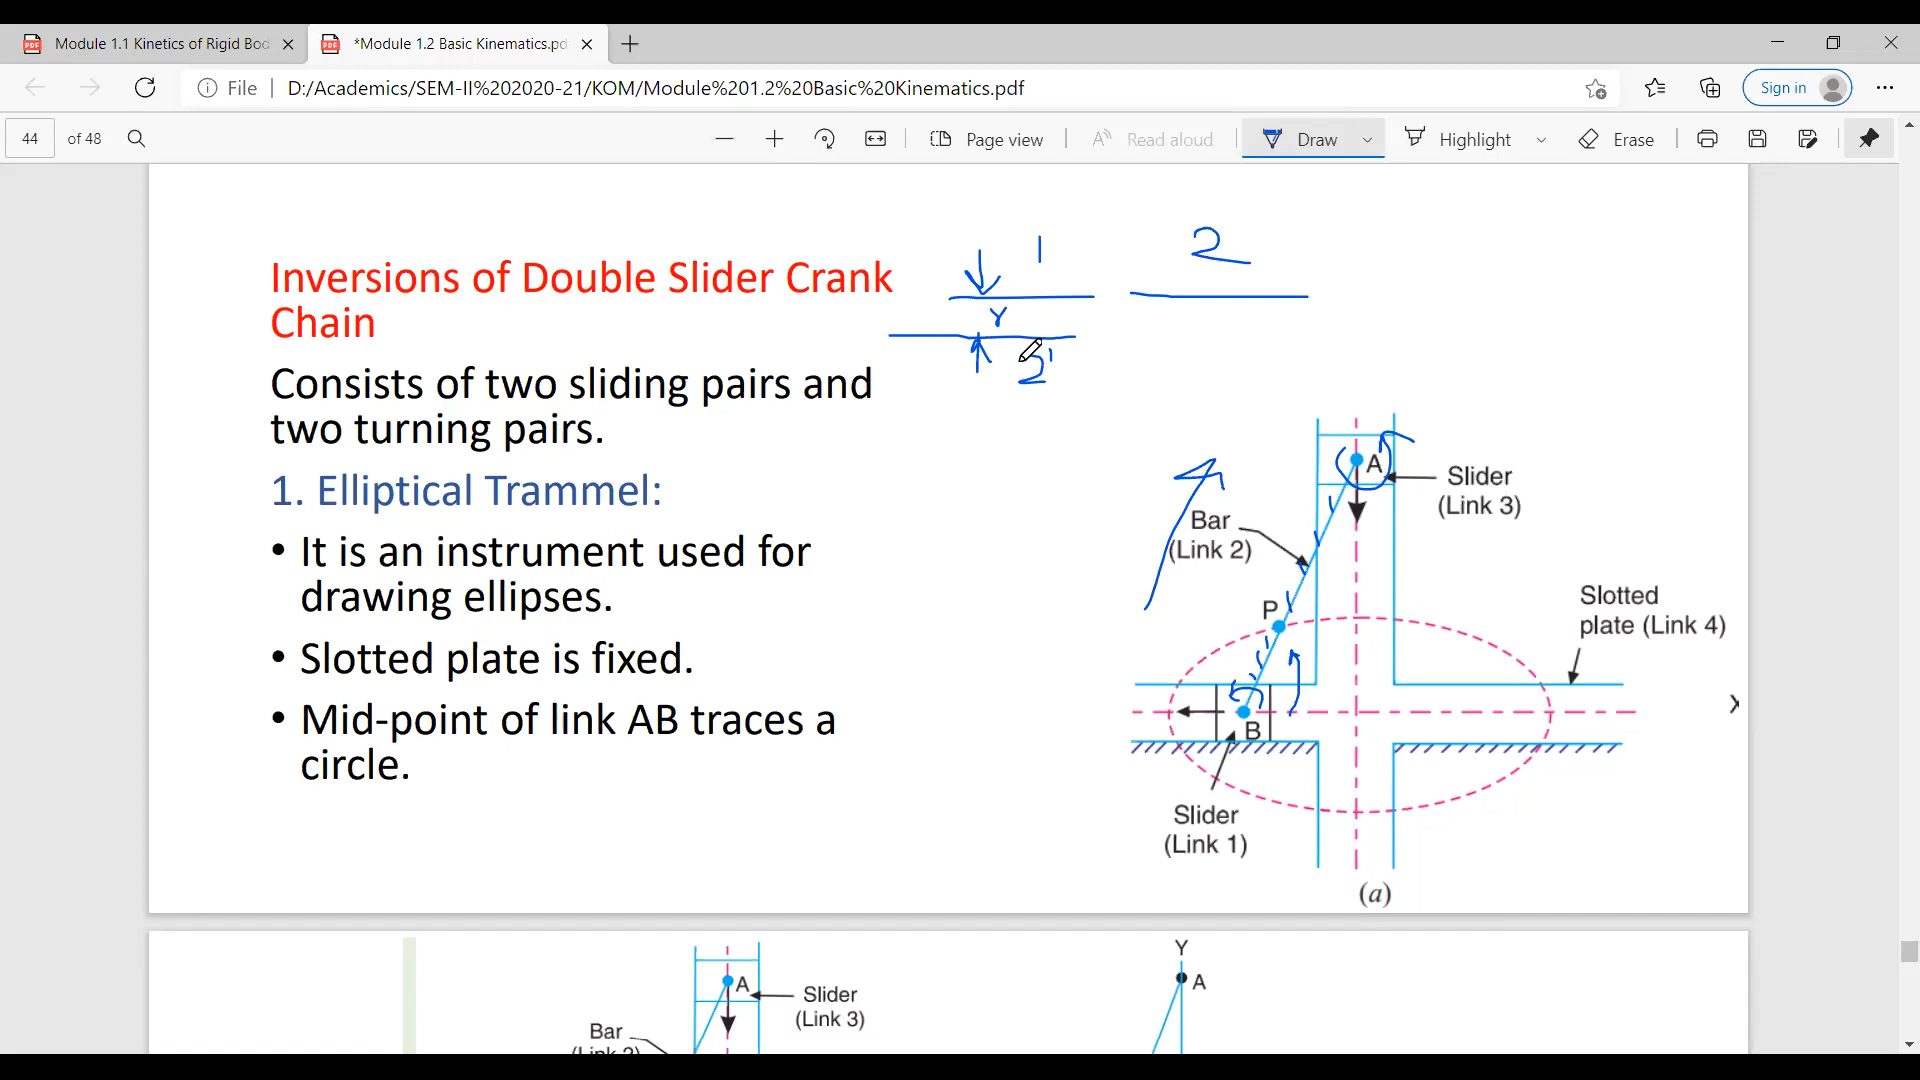 Module 1.1 Kinetics of Rigid Bod
*Module 1.2 Basic Kinematics.pd
File
D:/Academics/SEM-II%202020-21/KOM/Module%201.2%20Basic%20Kinematics.pdf
Sign in
44 of 48
Page view
Read aloud
Draw
Highlight
Erase
Inversions of Double Slider Crank
Chain
Consists of two sliding pairs and
two turning pairs.
1. Elliptical Trammel:
• It is an instrument used for
drawing ellipses.
• Slotted plate is fixed.
• Mid-point of link AB traces a
circle.
1
2
2'
A
Slider
(Link 3)
Bar
(Link 2)
P
Slotted
plate (Link 4)
X
B
Slider
(Link 1)
(a)
A
Slider
(Link 3)
Bar
(Link 2)
Y
A